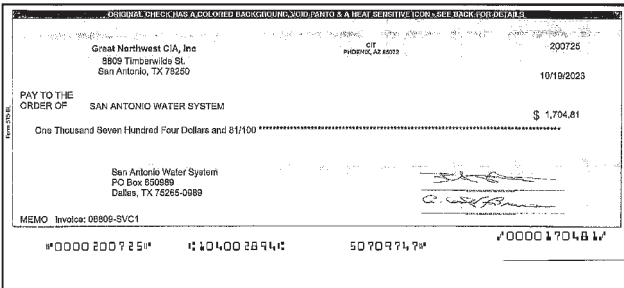 ORIGINAL CHECK HAS A COLORED BACKGROUND, VOID PANTO & A HEAT SENSITIVE ICON - SEE BACK FOR DETAILS
Great Northwest CIA, Inc
8809 Timberwilde St.
San Antonio, TX 78250
CIT
PHOENIX, AZ
200725
10/19/2023
PAY TO THE
ORDER OF SAN ANTONIO WATER SYSTEM
$ 1,704.81
One Thousand Seven Hundred Four Dollars and 81/100
San Antonio Water System
PO Box 650989
Dallas, TX 75265-0989
MEMO Invoice: 08809-SVC1
⑈0000200725⑈ ⑆104002894⑆ 50709747⑈ ⑇0000170481⑇